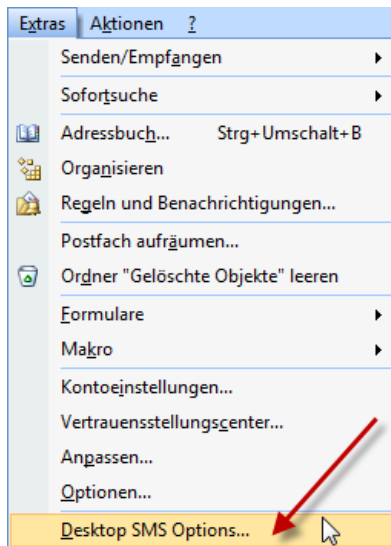 Extras Aktionen ?
Senden/Empfangen
Sofortsuche
Adressbuch... Strg+Umschalt+B
Organisieren
Regeln und Benachrichtigungen...
Postfach aufräumen...
Ordner "Gelöschte Objekte" leeren
Formulare
Makro
Kontoeinstellungen...
Vertrauensstellungscenter...
Anpassen...
Optionen...
Desktop SMS Options...